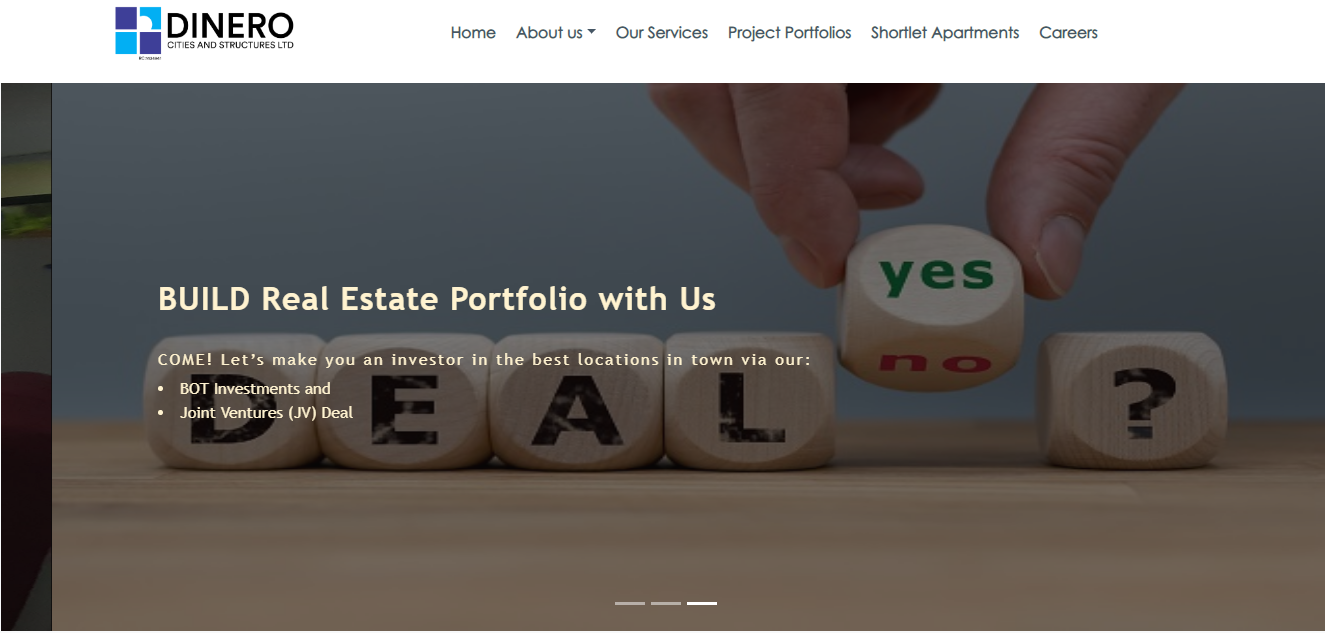 DINERO
CITIES AND STRUCTURES LTD
Home About us Our Services Project Portfolios Shortlet Apartments Careers
yes
no
BUILD Real Estate Portfolio with Us
COME! Let's make you an investor in the best locations in town via our:
• BOT Investments and
• Joint Ventures (JV) Deal
DEAL ?